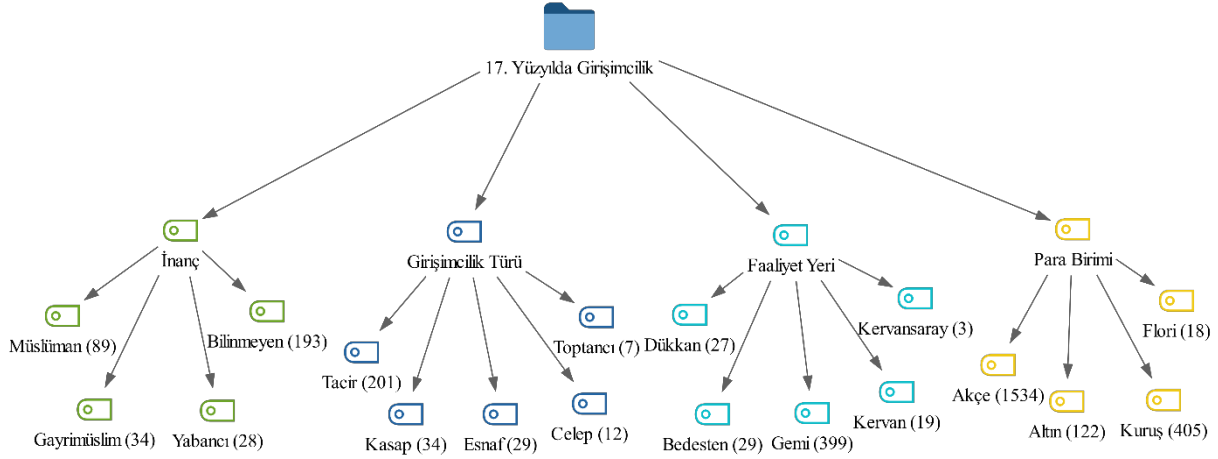 17. Yüzyılda Girişimcilik
İnanç
Müslüman (89)
Gayrimüslim (34)
Yabancı (28)
Bilinmeyen (193)
Girişimcilik Türü
Tacir (201)
Kasap (34)
Esnaf (29)
Celep (12)
Toptancı (7)
Faaliyet Yeri
Dükkan (27)
Bedesten (29)
Gemi (399)
Kervan (19)
Kervansaray (3)
Para Birimi
Akçe (1534)
Altın (122)
Kuruş (405)
Flori (18)